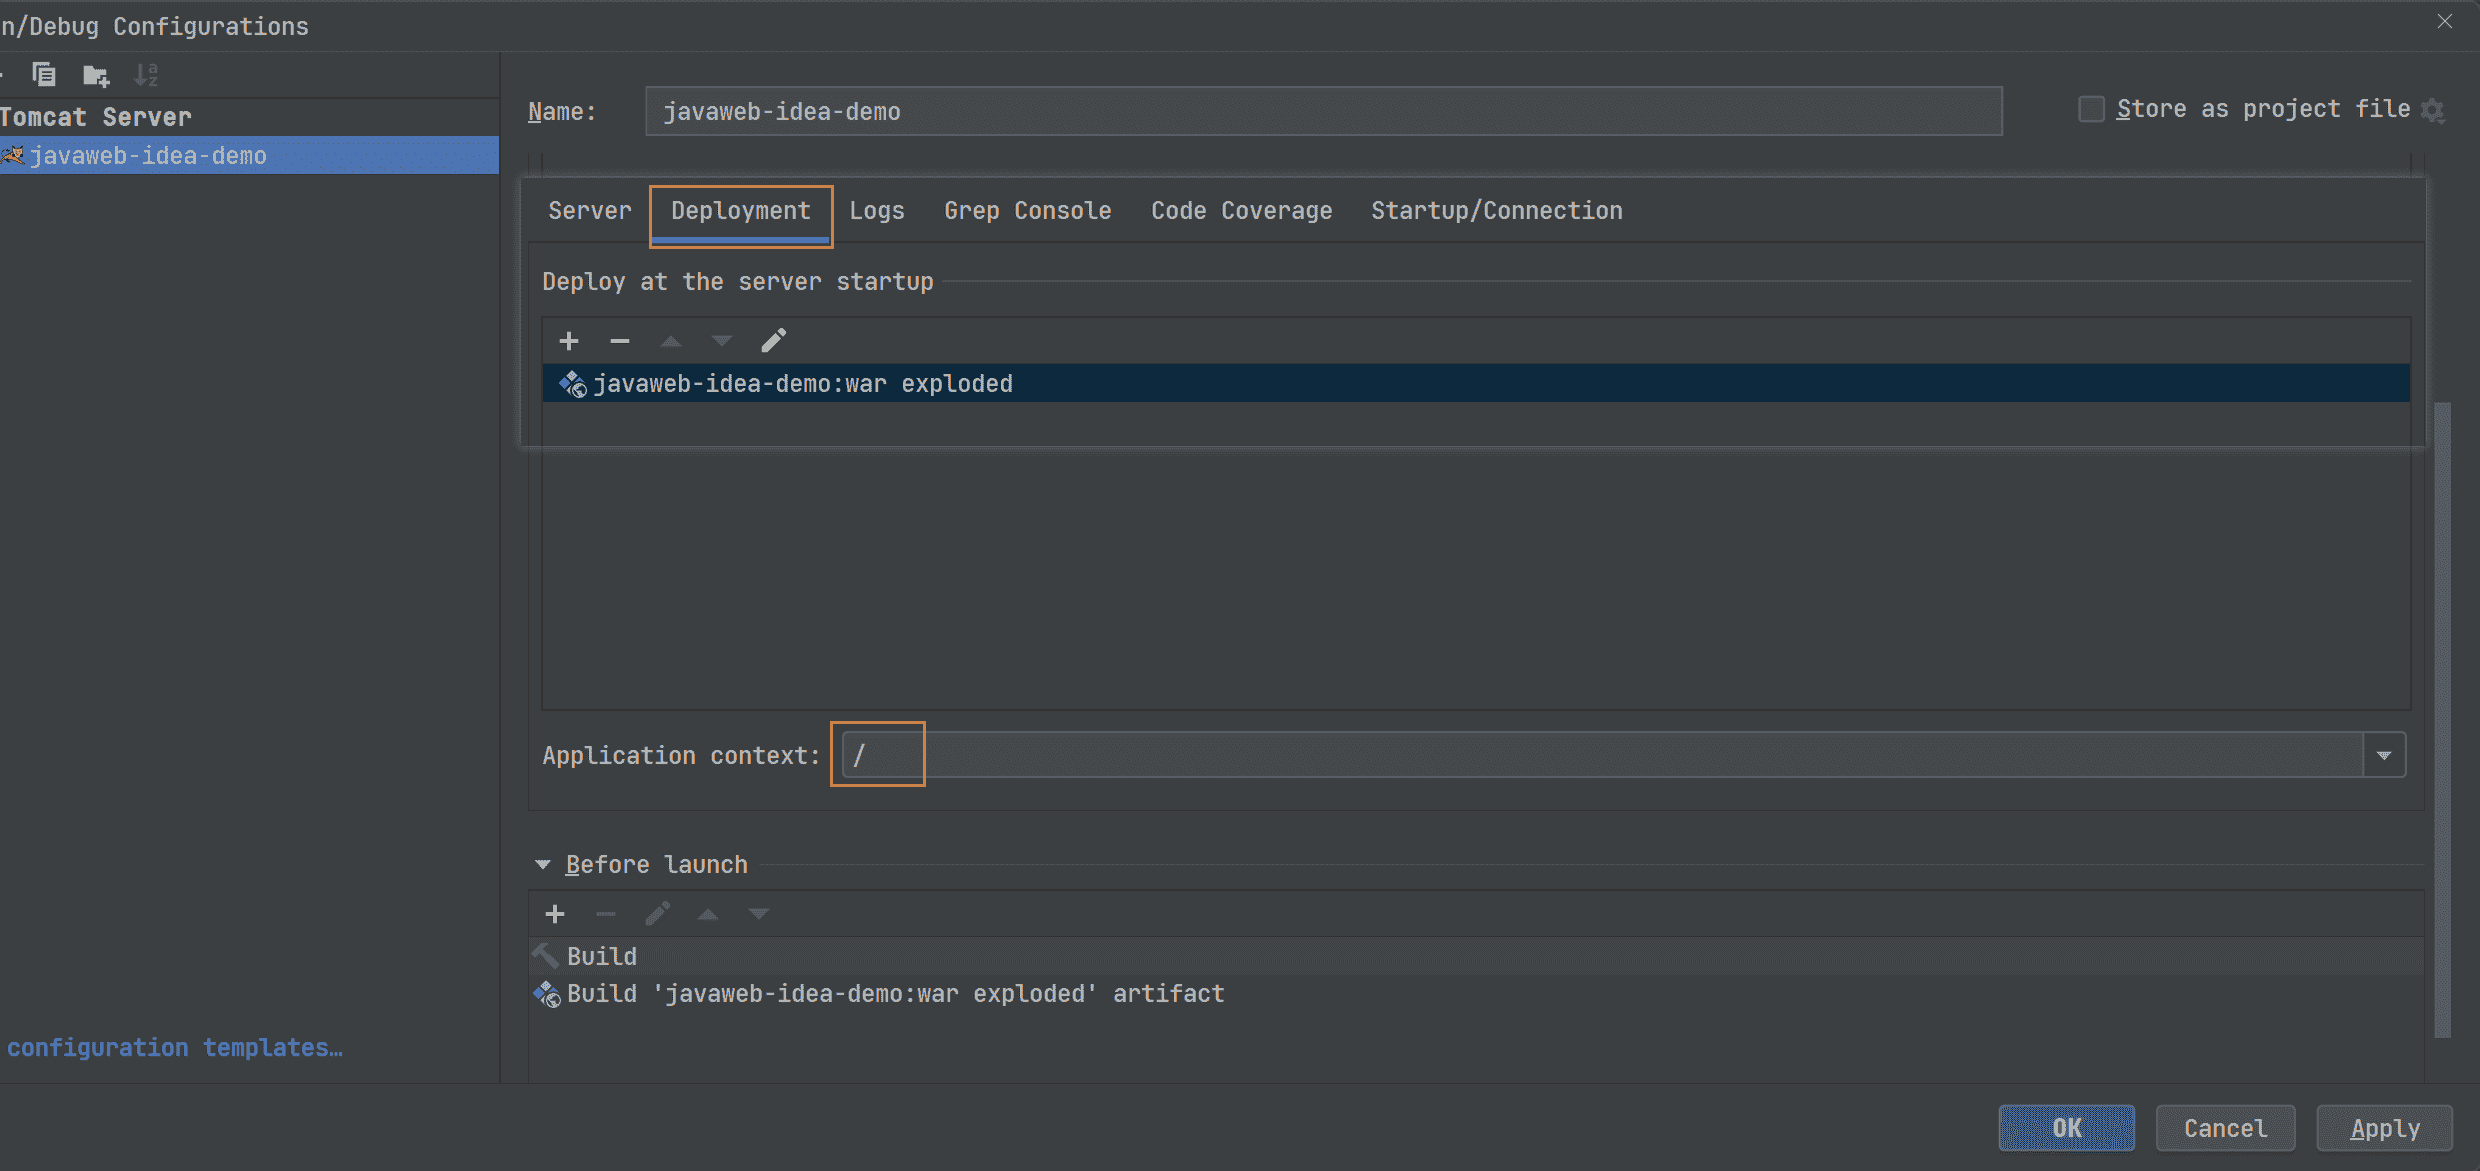 n/Debug Configurations
Tomcat Server
javaweb-idea-demo
Name: javaweb-idea-demo
Store as project file
Server Deployment Logs Grep Console Code Coverage Startup/Connection
Deploy at the server startup
javaweb-idea-demo:war exploded
Application context: /
Before launch
Build
Build 'javaweb-idea-demo:war exploded' artifact
configuration templates…
OK Cancel Apply